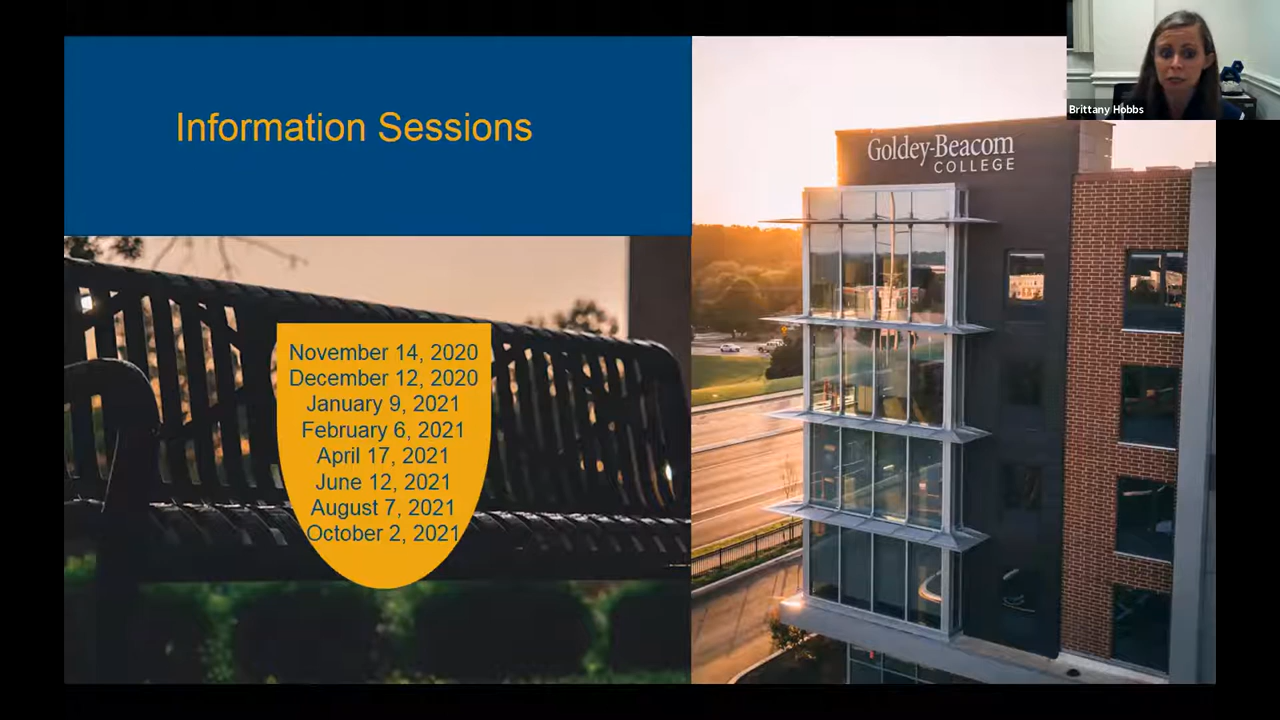 Information Sessions
November 14, 2020
December 12, 2020
January 9, 2021
February 6, 2021
April 17, 2021
June 12, 2021
August 7, 2021
October 2, 2021
Goldey-Beacom
COLLEGE
Brittany Hobbs